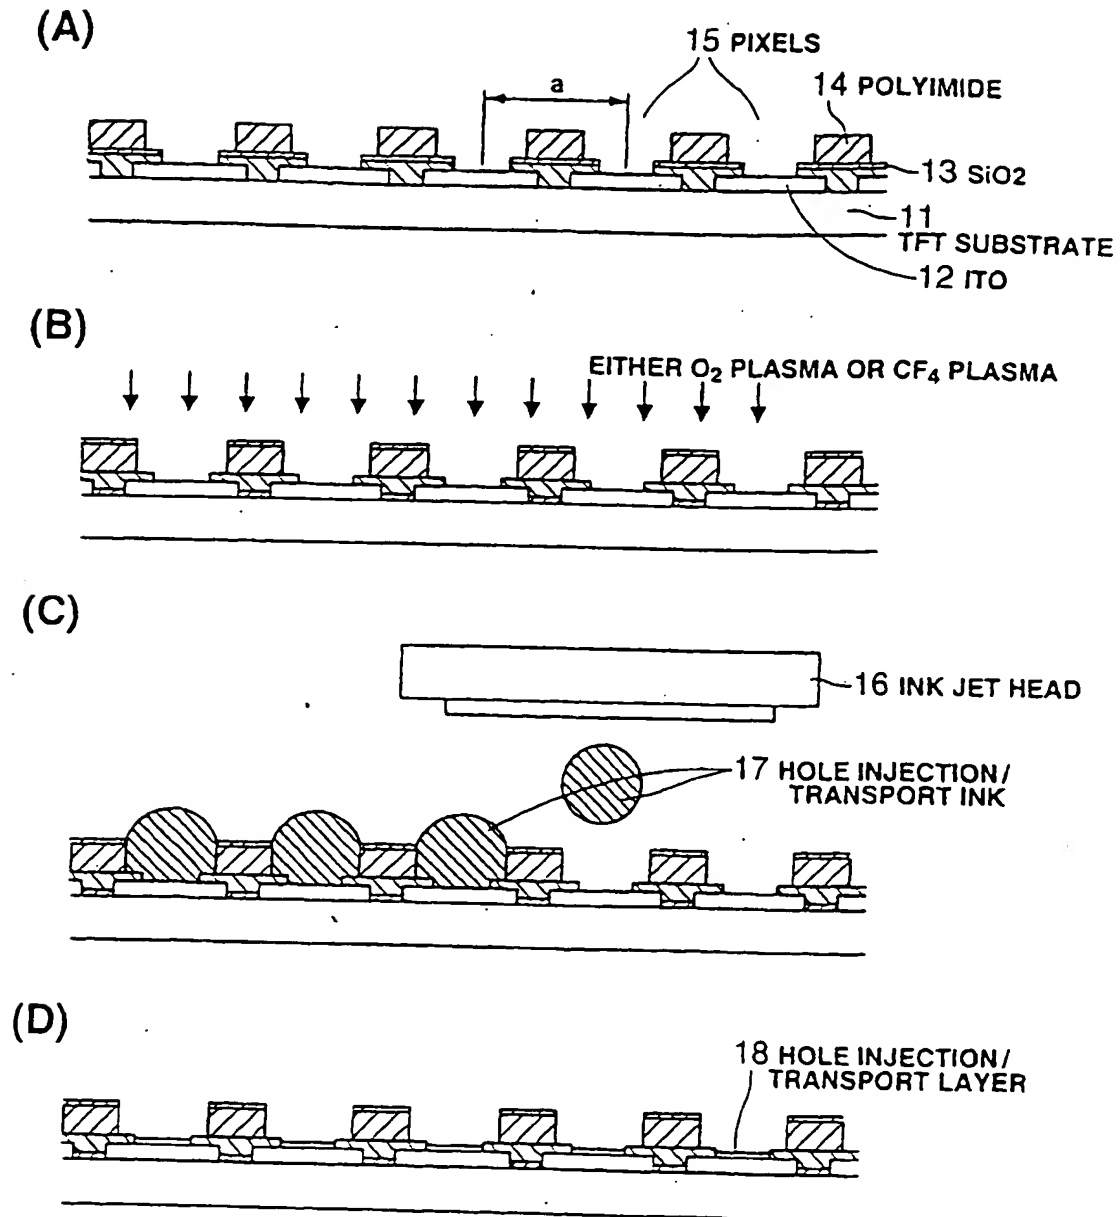 (A)
15 PIXELS
a
14 POLYIMIDE
13 SiO2
11
TFT SUBSTRATE
12 ITO
(B)
EITHER O2 PLASMA OR CF4 PLASMA
(C)
16 INK JET HEAD
17 HOLE INJECTION/
TRANSPORT INK
(D)
18 HOLE INJECTION/
TRANSPORT LAYER